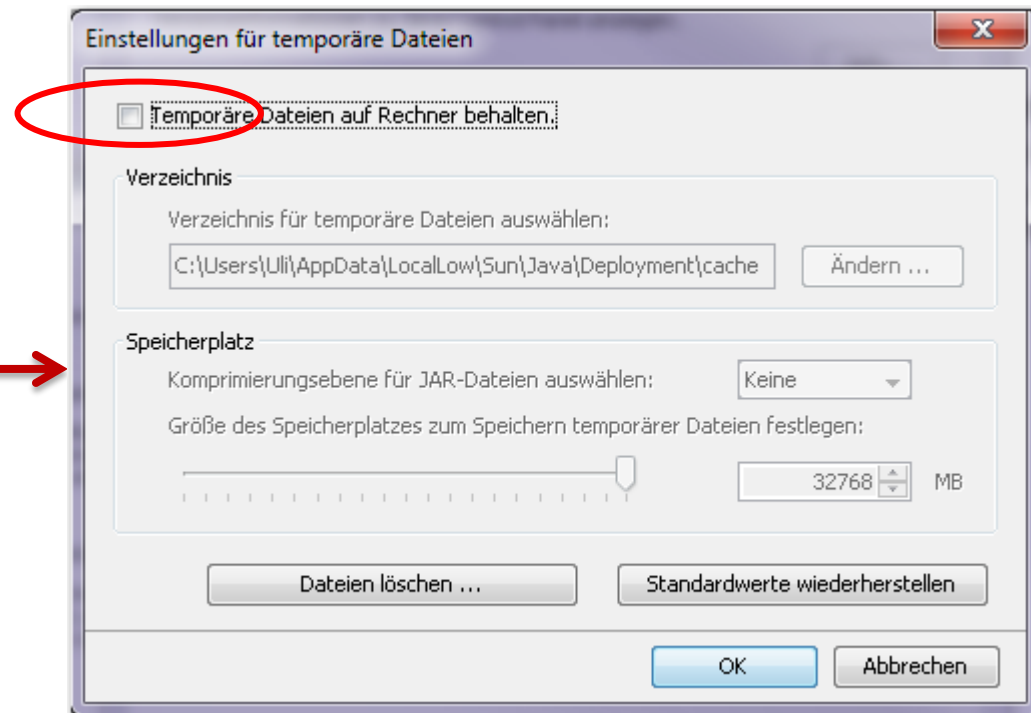 Einstellungen für temporäre Dateien
Temporäre Dateien auf Rechner behalten.
Verzeichnis
Verzeichnis für temporäre Dateien auswählen:
C:\Users\Uli\AppData\LocalLow\Sun\Java\Deployment\cache Ändern ...
Speicherplatz
Komprimierungsebene für JAR-Dateien auswählen: Keine
Größe des Speicherplatzes zum Speichern temporärer Dateien festlegen:
32768 MB
Dateien löschen ... Standardwerte wiederherstellen
OK Abbrechen